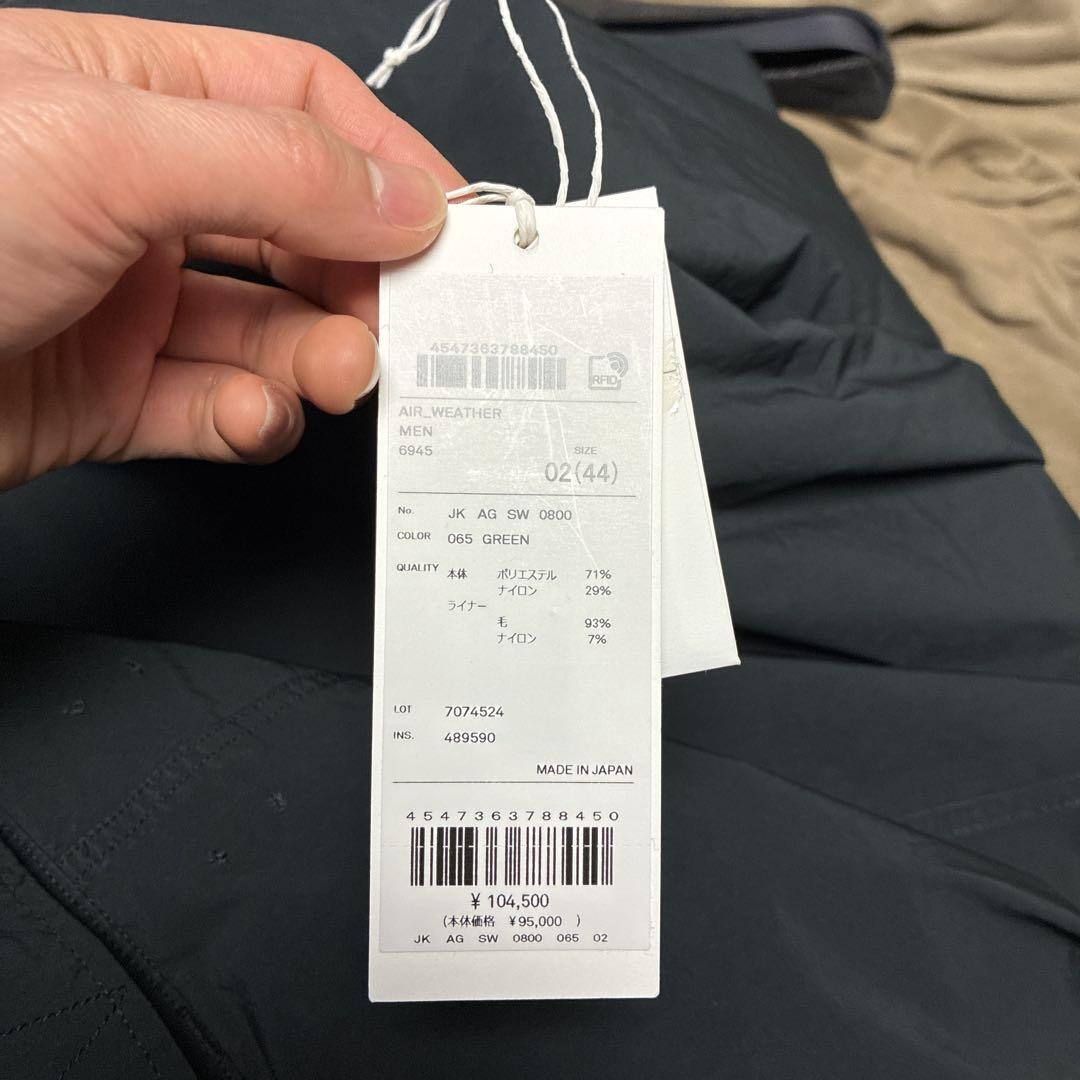 4547363788450
RFID
AIR_WEATHER
MEN
6945
SIZE
02(44)
No. JK AG SW 0800
COLOR 065 GREEN
QUALITY 本体 ポリエステル 71%
ナイロン 29%
ライナー
毛 93%
ナイロン 7%
LOT 7074524
INS. 489590
MADE IN JAPAN
4547363788450
¥ 104,500
(本体価格 ¥95,000 )
JK AG SW 0800 065 02